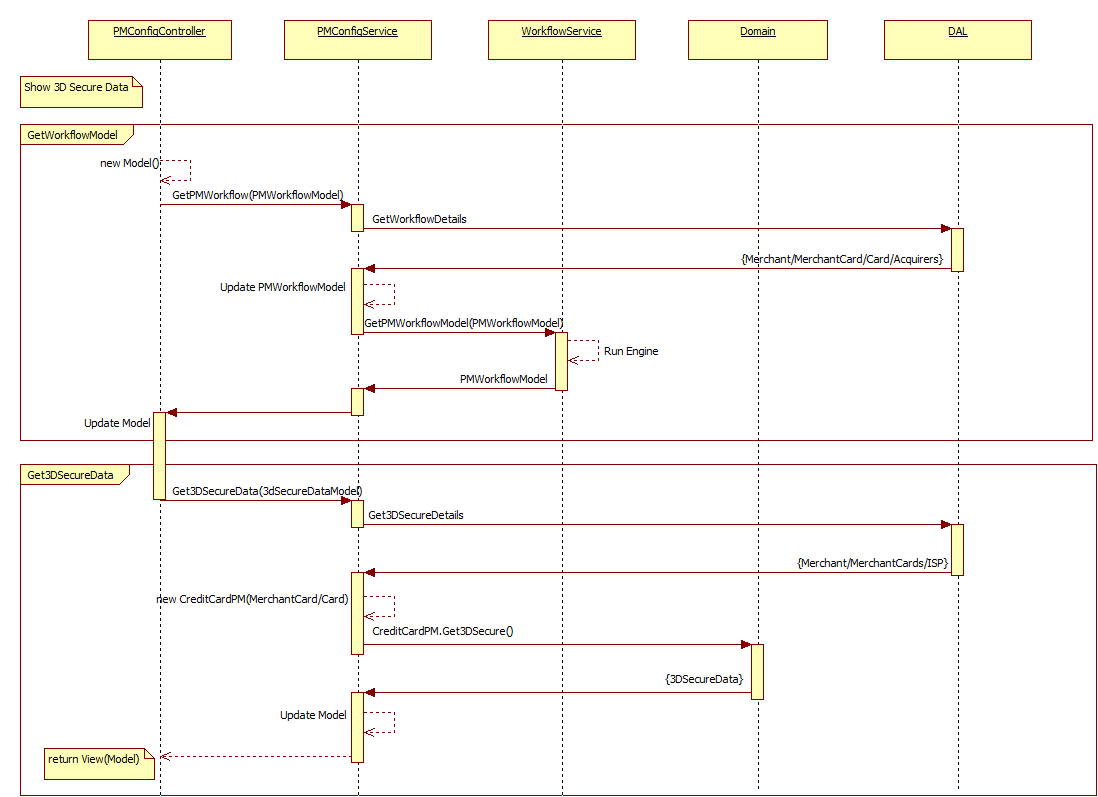 PMConfigController
PMConfigService
WorkflowService
Domain
DAL
Show 3D Secure Data
GetWorkflowModel
new Model()
GetPMWorkflow(PMWorkflowModel)
GetWorkflowDetails
{Merchant/MerchantCard/Card/Acquirers}
Update PMWorkflowModel
GetPMWorkflowModel(PMWorkflowModel)
Run Engine
PMWorkflowModel
Update Model
Get3DSecureData
Get3DSecureData(3dSecureDataModel)
Get3DSecureDetails
{Merchant/MerchantCards/ISP}
new CreditCardPM(MerchantCard/Card)
CreditCardPM.Get3DSecure()
{3DSecureData}
Update Model
return View(Model)